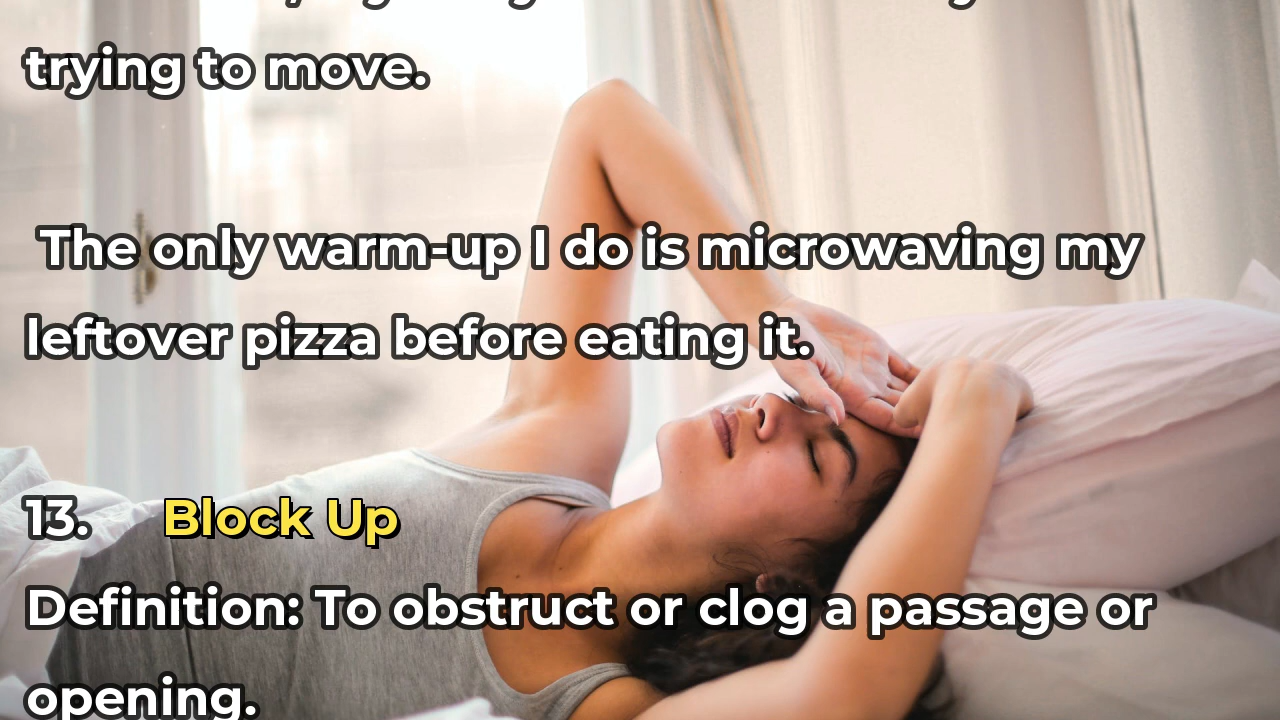 trying to move.
The only warm-up I do is microwaving my
leftover pizza before eating it.
13. Block Up
Definition: To obstruct or clog a passage or
opening.